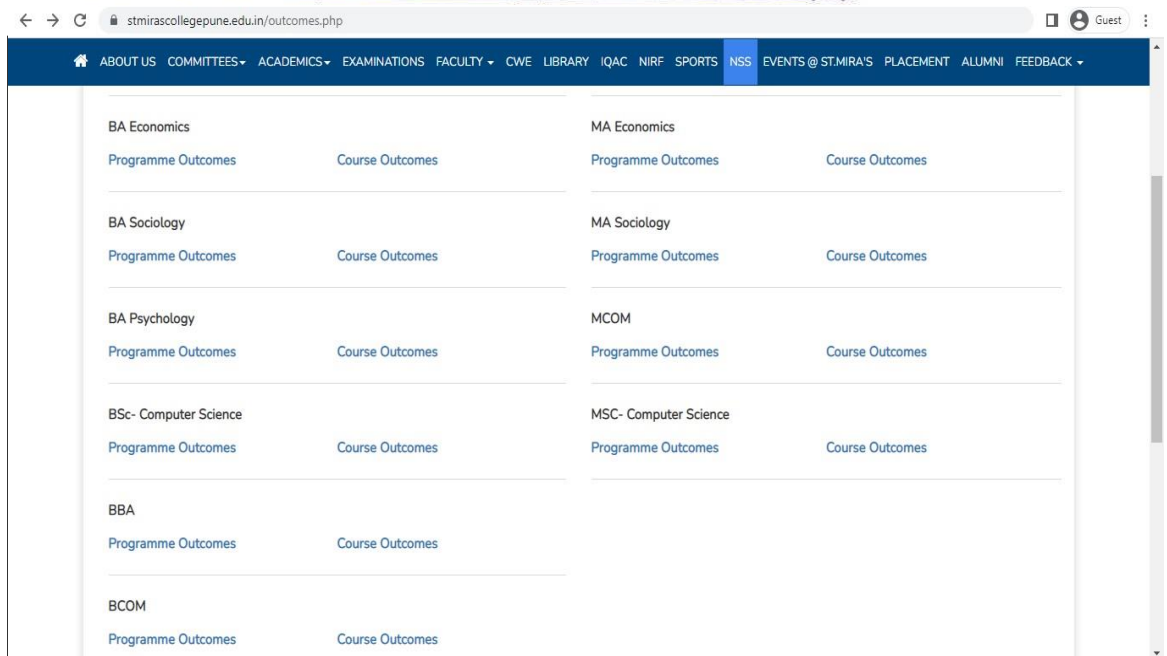 stmirascollegepune.edu.in/outcomes.php
Guest
ABOUT US COMMITTEES ACADEMICS EXAMINATIONS FACULTY CWE LIBRARY IQAC NIRF SPORTS NSS EVENTS @ ST.MIRA'S PLACEMENT ALUMNI FEEDBACK
BA Economics
Programme Outcomes Course Outcomes
BA Sociology
Programme Outcomes Course Outcomes
BA Psychology
Programme Outcomes Course Outcomes
BSc- Computer Science
Programme Outcomes Course Outcomes
BBA
Programme Outcomes Course Outcomes
BCOM
Programme Outcomes Course Outcomes
MA Economics
Programme Outcomes Course Outcomes
MA Sociology
Programme Outcomes Course Outcomes
MCOM
Programme Outcomes Course Outcomes
MSC- Computer Science
Programme Outcomes Course Outcomes